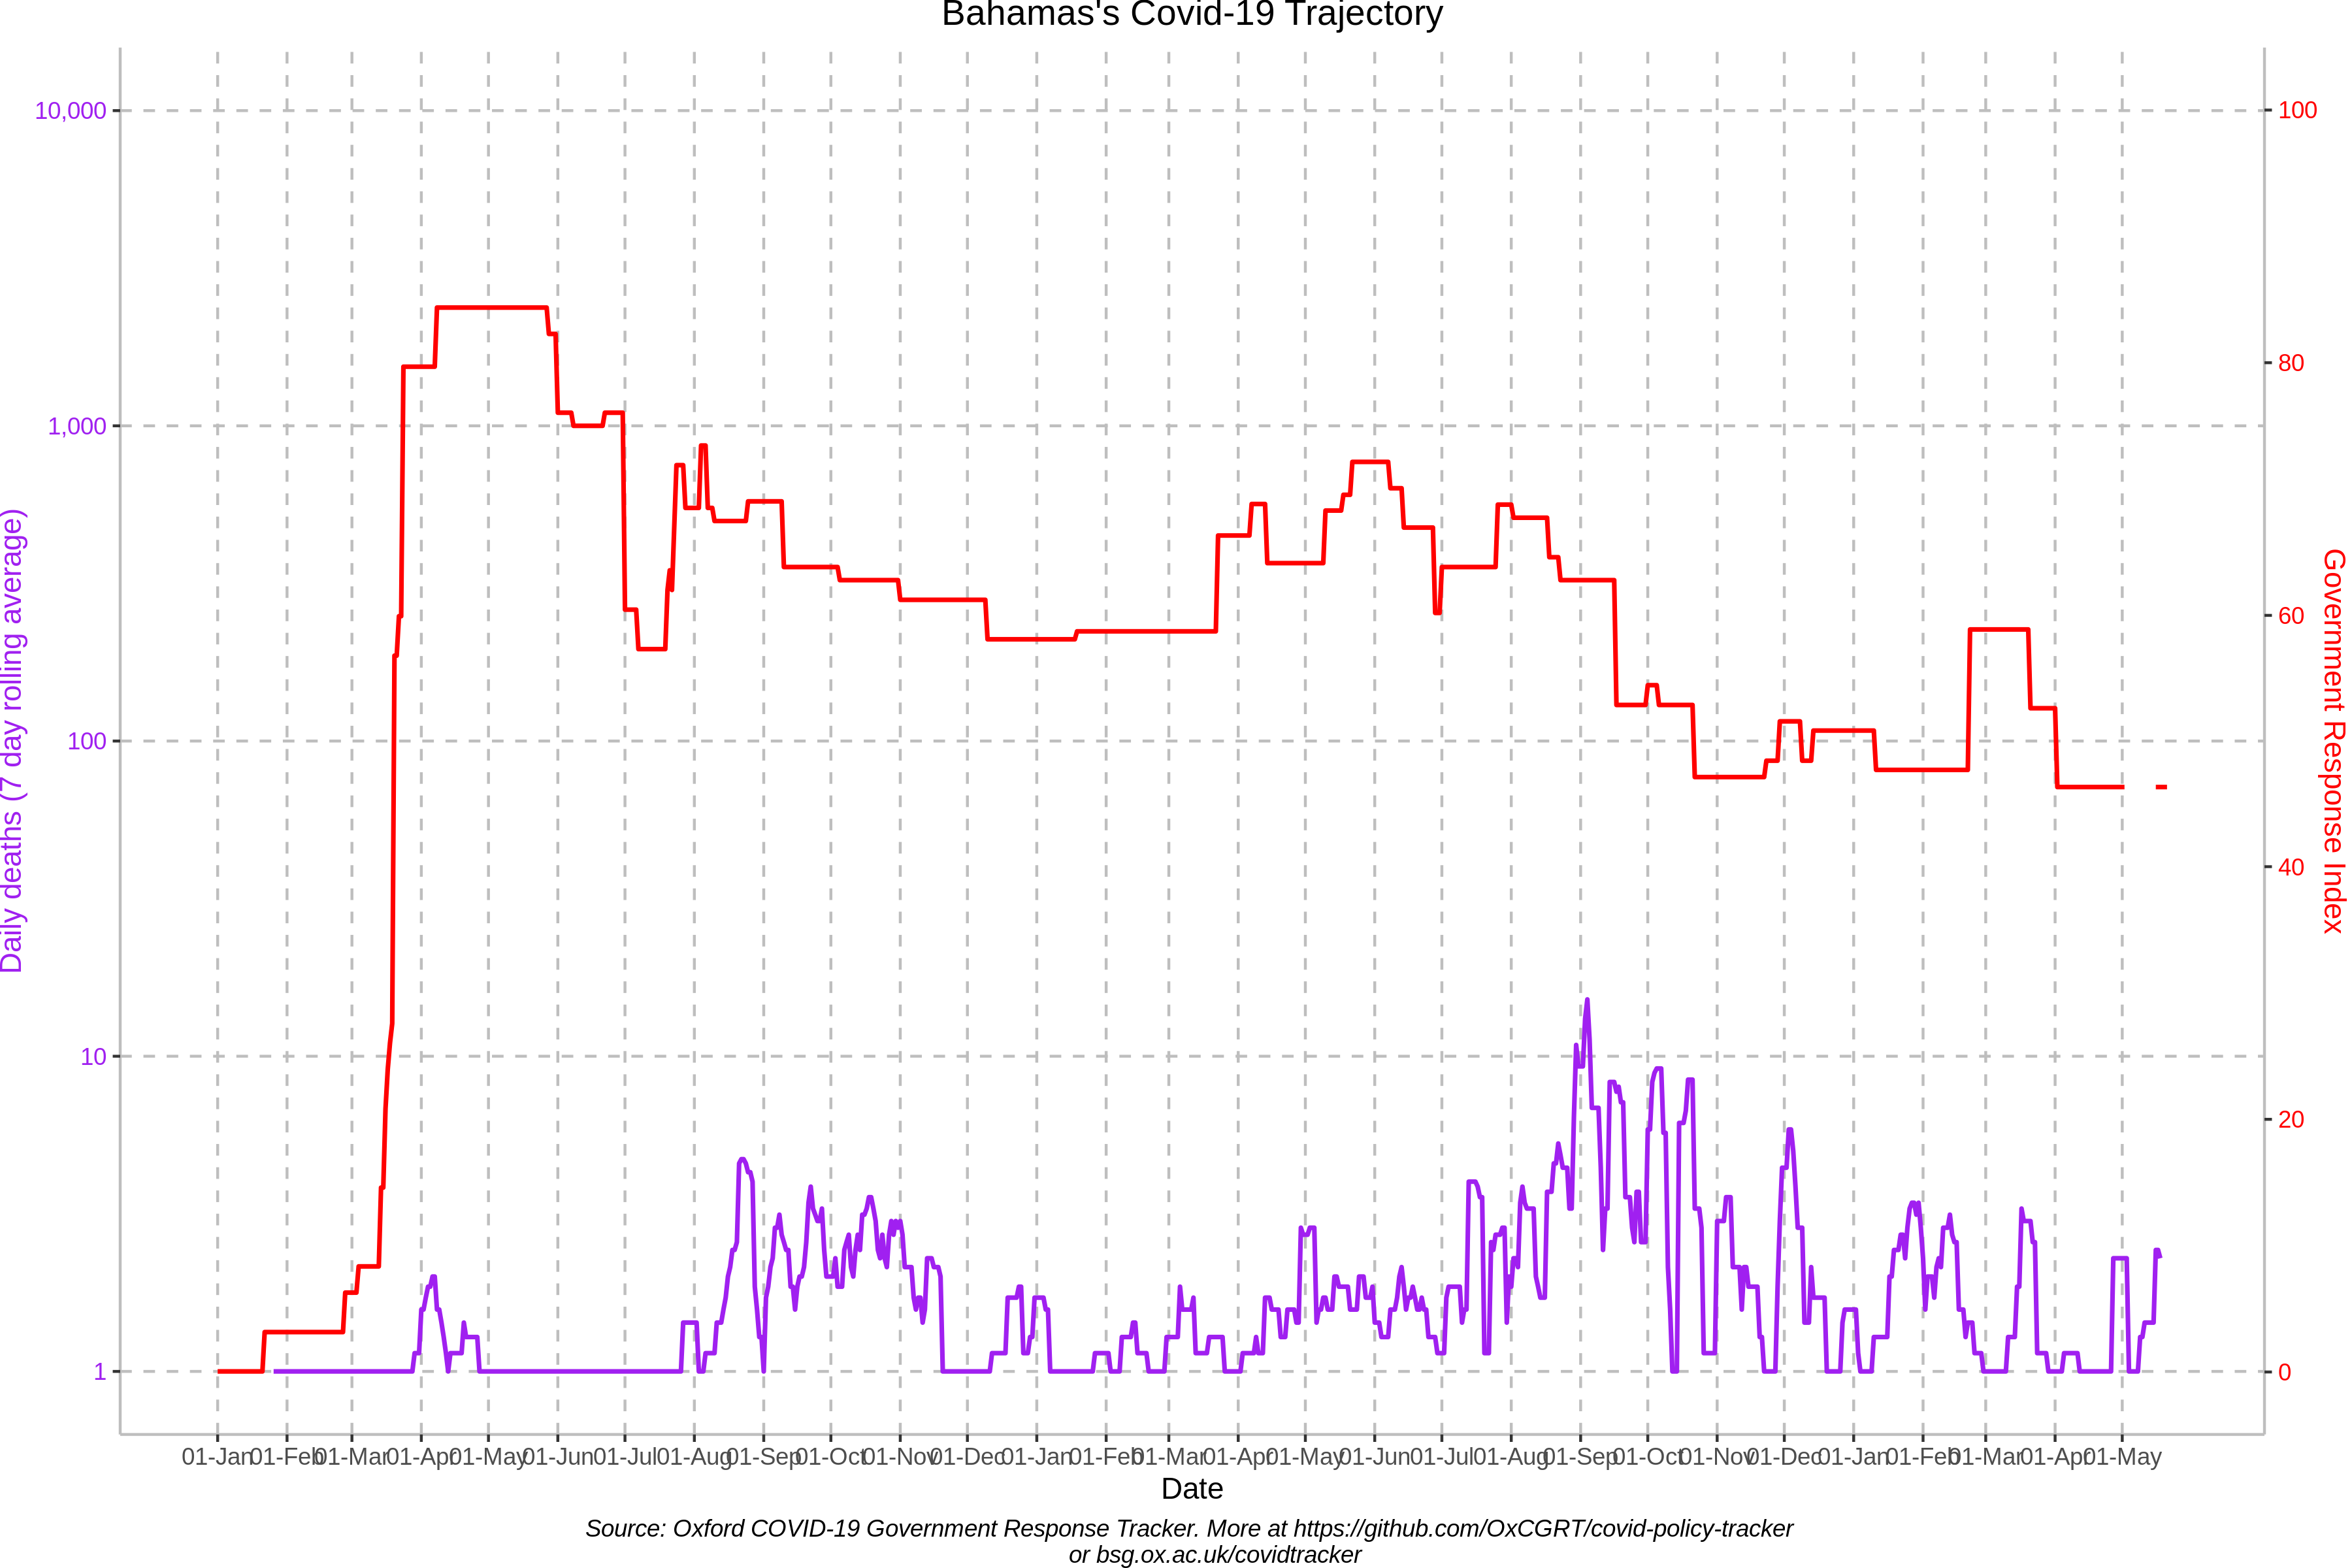 Bahamas's Covid-19 Trajectory
10,000
1,000
100
10
1
Daily deaths (7 day rolling average)
100
80
60
40
20
0
Government Response Index
01-Jan 01-Feb 01-Mar 01-Apr 01-May 01-Jun 01-Jul 01-Aug 01-Sep 01-Oct 01-Nov 01-Dec 01-Jan 01-Feb 01-Mar 01-Apr 01-May 01-Jun 01-Jul 01-Aug 01-Sep 01-Oct 01-Nov 01-Dec 01-Jan 01-Feb 01-Mar 01-Apr 01-May
Date
Source: Oxford COVID-19 Government Response Tracker. More at https://github.com/OxCGRT/covid-policy-tracker
or bsg.ox.ac.uk/covidtracker